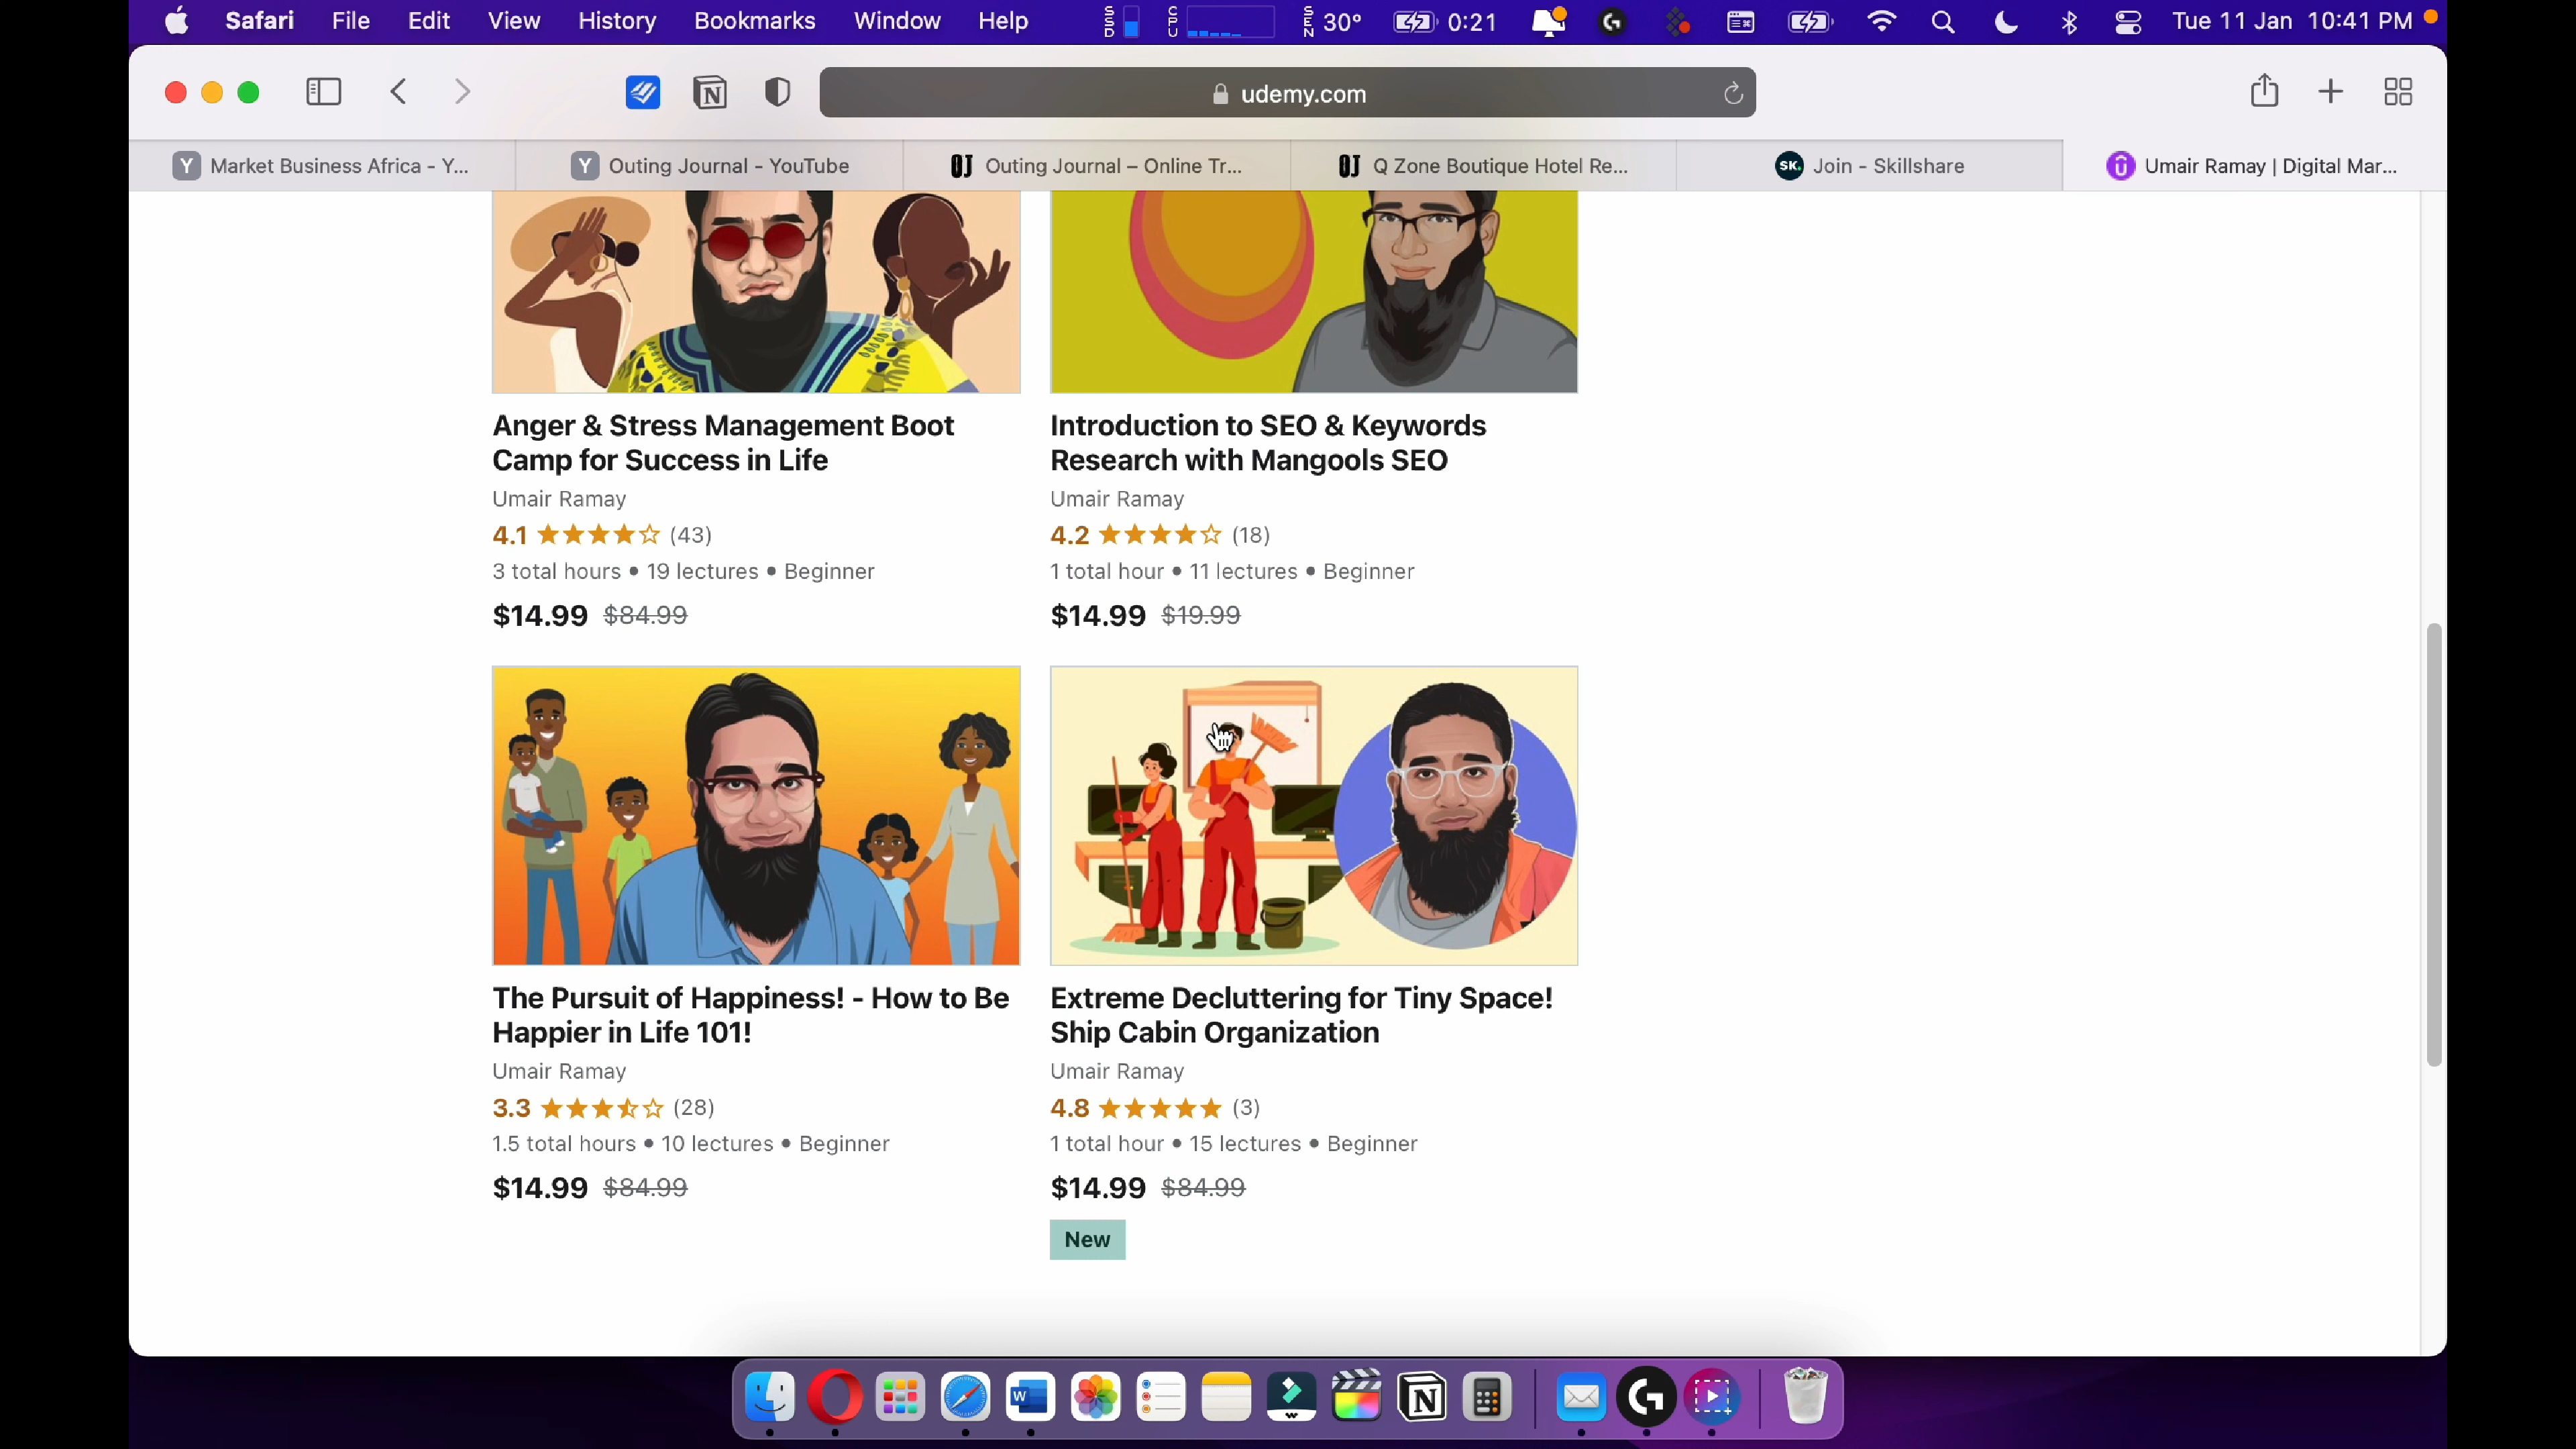 Safari File Edit View History Bookmarks Window Help SSD CPU SEN 30° 0:21 Tue 11 Jan 10:41 PM
udemy.com
Y Market Business Africa - Y... Y Outing Journal - YouTube OJ Outing Journal – Online Tr... OJ Q Zone Boutique Hotel Re... SK. Join - Skillshare Umair Ramay | Digital Mar...
Anger & Stress Management Boot
Camp for Success in Life
Umair Ramay
4.1 (43)
3 total hours • 19 lectures • Beginner
$14.99 $84.99
Introduction to SEO & Keywords
Research with Mangools SEO
Umair Ramay
4.2 (18)
1 total hour • 11 lectures • Beginner
$14.99 $19.99
The Pursuit of Happiness! - How to Be
Happier in Life 101!
Umair Ramay
3.3 (28)
1.5 total hours • 10 lectures • Beginner
$14.99 $84.99
Extreme Decluttering for Tiny Space!
Ship Cabin Organization
Umair Ramay
4.8 (3)
1 total hour • 15 lectures • Beginner
$14.99 $84.99
New